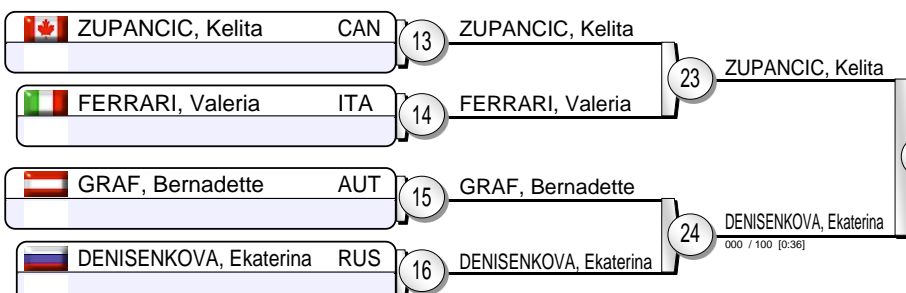 ZUPANCIC, Kelita CAN
13
ZUPANCIC, Kelita
23
ZUPANCIC, Kelita
FERRARI, Valeria ITA
14
FERRARI, Valeria
GRAF, Bernadette AUT
15
GRAF, Bernadette
24
DENISENKOVA, Ekaterina
000 / 100 [0:36]
DENISENKOVA, Ekaterina RUS
16
DENISENKOVA, Ekaterina